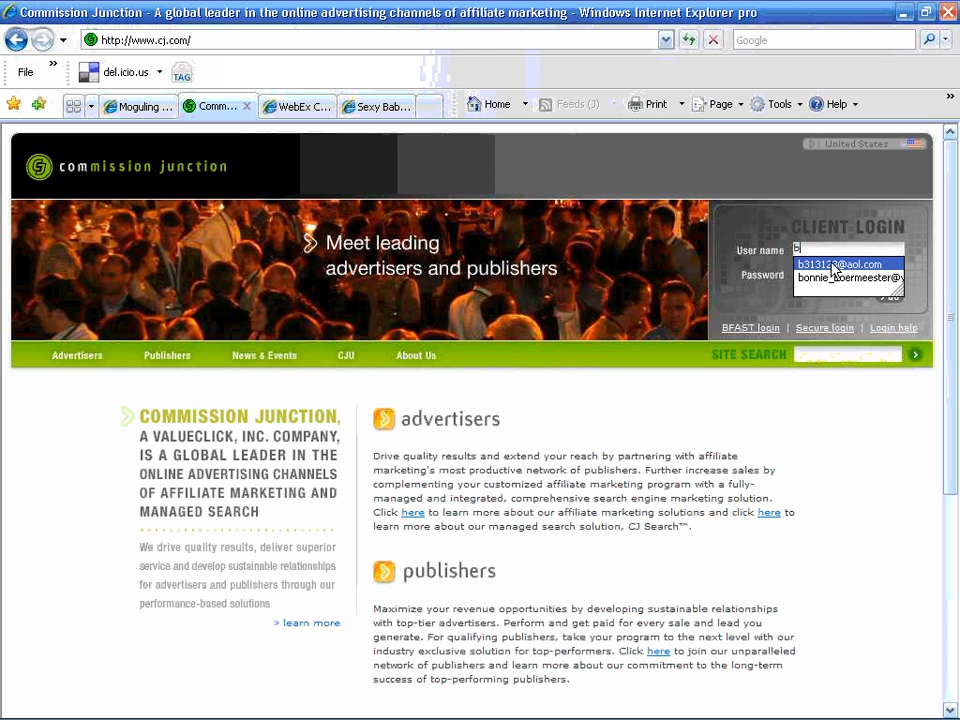 Commission Junction - A global leader in the online advertising channels of affiliate marketing - Windows Internet Explorer pro
http://www.cj.com/
Google
File »
del.icio.us
TAG
Moguling ...
Comm...
WebEx C...
Sexy Bab...
Home
Feeds (J)
Print
Page
Tools
Help
»
United States
commission junction
CLIENT LOGIN
Meet leading
advertisers and publishers
User name
b
Password
BFAST login | Secure login | Login help
Advertisers
Publishers
News & Events
CJU
About Us
SITE SEARCH
COMMISSION JUNCTION,
A VALUECLICK, INC. COMPANY,
IS A GLOBAL LEADER IN THE
ONLINE ADVERTISING CHANNELS
OF AFFILIATE MARKETING AND
MANAGED SEARCH
We drive quality results, deliver superior
service and develop sustainable relationships
for advertisers and publishers through our
performance-based solutions
> learn more
advertisers
Drive quality results and extend your reach by partnering with affiliate
marketing's most productive network of publishers. Further increase sales by
complementing your customized affiliate marketing program with a fully-
managed and integrated, comprehensive search engine marketing solution.
Click here to learn more about our affiliate marketing solutions and click here to
learn more about our managed search solution, CJ Search™.
publishers
Maximize your revenue opportunities by developing sustainable relationships
with top-tier advertisers. Perform and get paid for every sale and lead you
generate. For qualifying publishers, take your program to the next level with our
industry exclusive solution for top-performers. Click here to join our unparalleled
network of publishers and learn more about our commitment to the long-term
success of top-performing publishers.